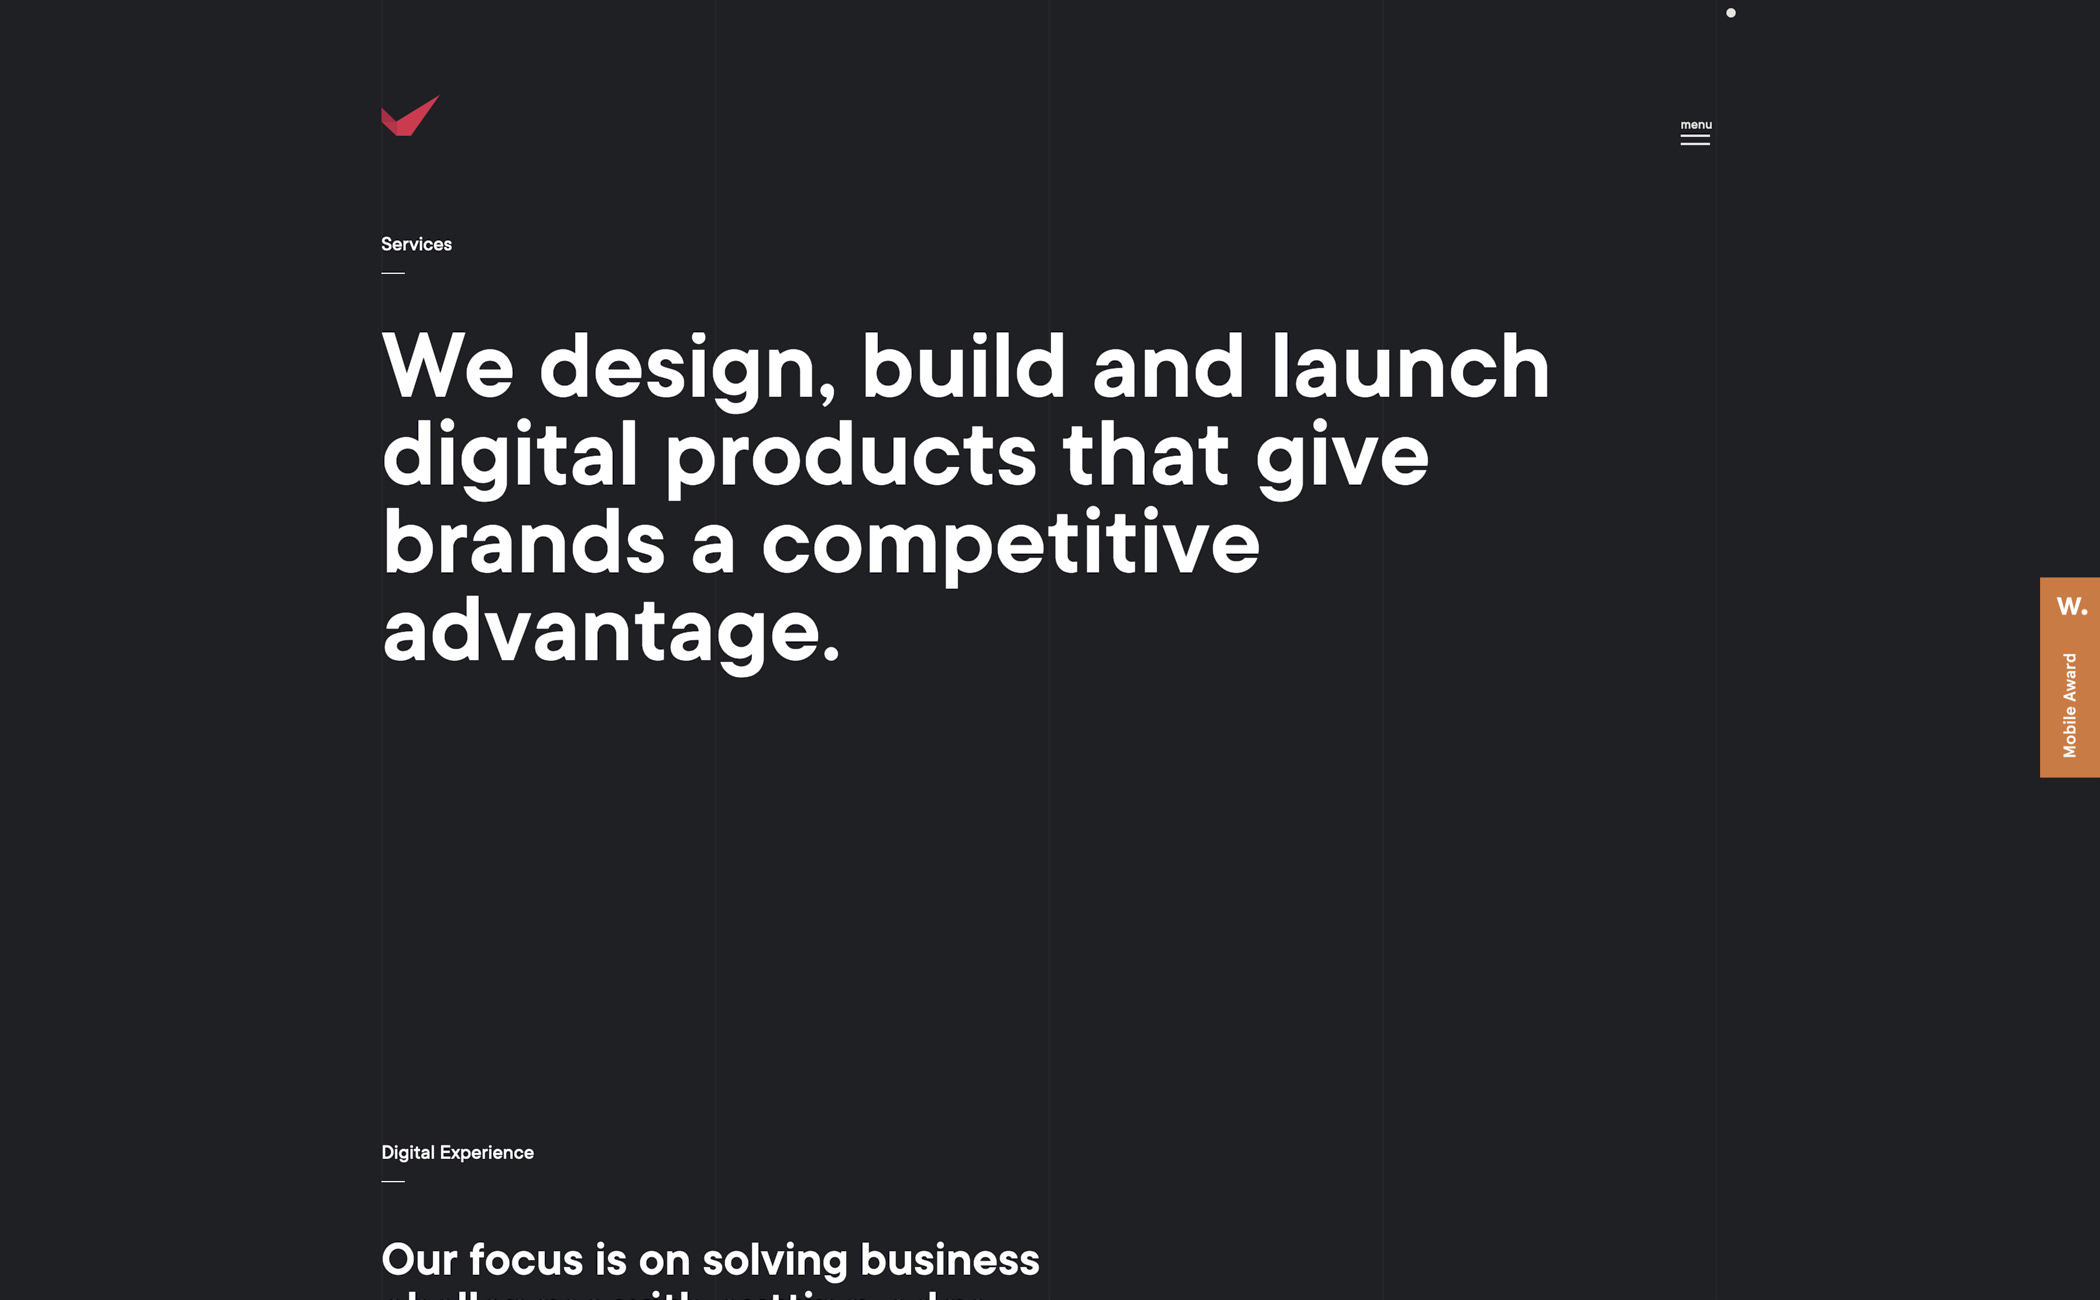 menu
Services
We design, build and launch
digital products that give
brands a competitive
advantage.
W.
Mobile Award
Digital Experience
Our focus is on solving business